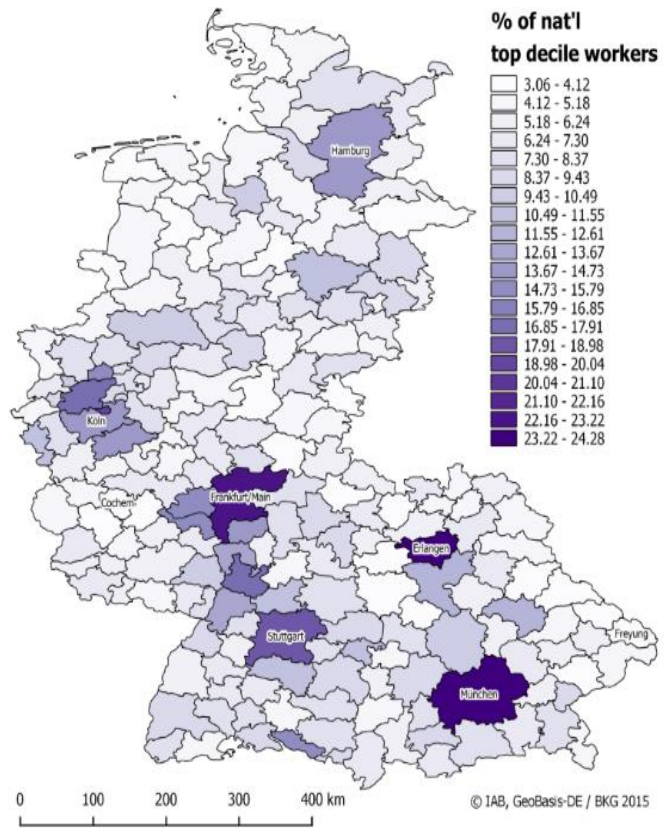 % of nat'l
top decile workers
3.06 - 4.12
4.12 - 5.18
5.18 - 6.24
6.24 - 7.30
7.30 - 8.37
8.37 - 9.43
9.43 - 10.49
10.49 - 11.55
11.55 - 12.61
12.61 - 13.67
13.67 - 14.73
14.73 - 15.79
15.79 - 16.85
16.85 - 17.91
17.91 - 18.98
18.98 - 20.04
20.04 - 21.10
21.10 - 22.16
22.16 - 23.22
23.22 - 24.28
Hamburg
Köln
Cochem
Frankfurt/Main
Erlangen
Stuttgart
Freyung
München
0 100 200 300 400 km
© IAB, GeoBasis-DE / BKG 2015